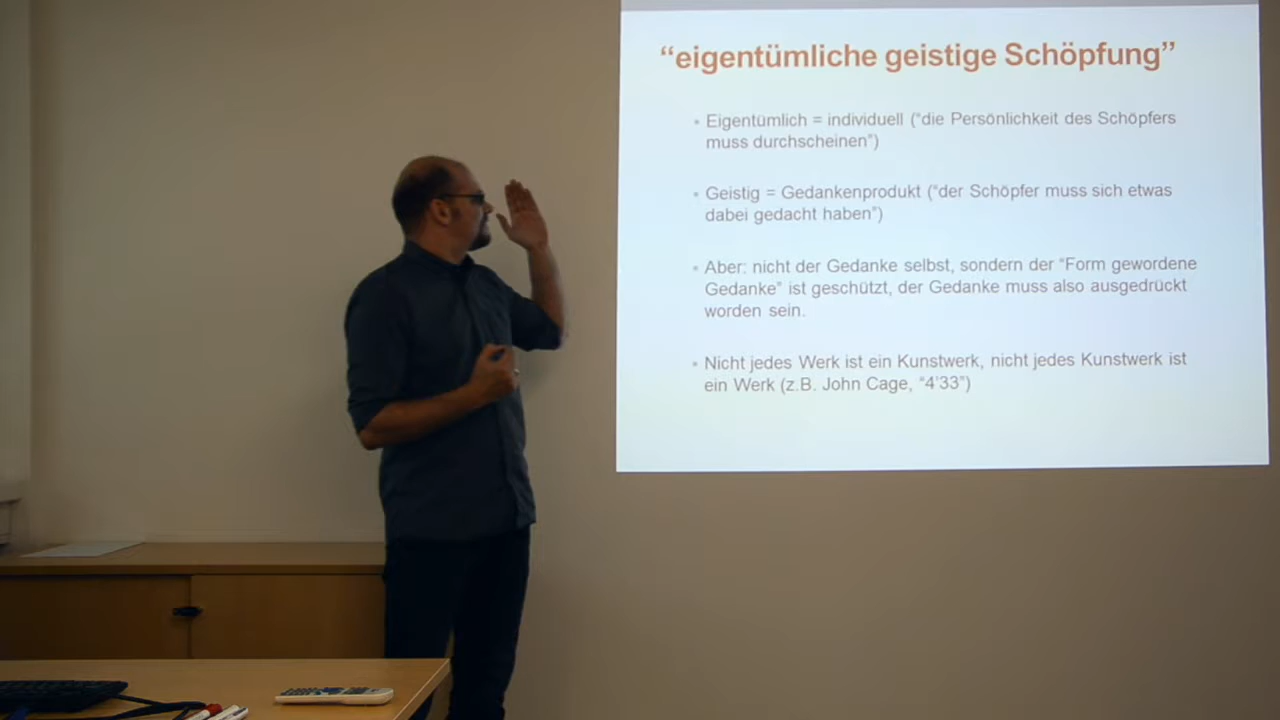 “eigentümliche geistige Schöpfung”
• Eigentümlich = individuell (“die Persönlichkeit des Schöpfers
muss durchscheinen”)
• Geistig = Gedankenprodukt (“der Schöpfer muss sich etwas
dabei gedacht haben”)
• Aber: nicht der Gedanke selbst, sondern der “Form gewordene
Gedanke” ist geschützt, der Gedanke muss also ausgedrückt
worden sein.
• Nicht jedes Werk ist ein Kunstwerk, nicht jedes Kunstwerk ist
ein Werk (z.B. John Cage, “4’33”)